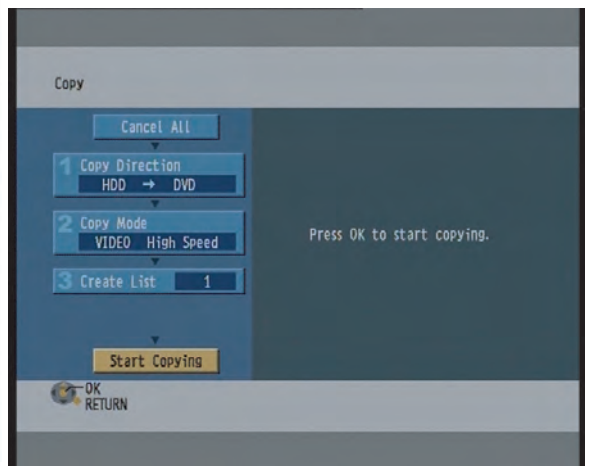 Copy
Cancel All
1 Copy Direction
HDD → DVD
2 Copy Mode
VIDEO High Speed
3 Create List 1
Press OK to start copying.
Start Copying
OK
RETURN